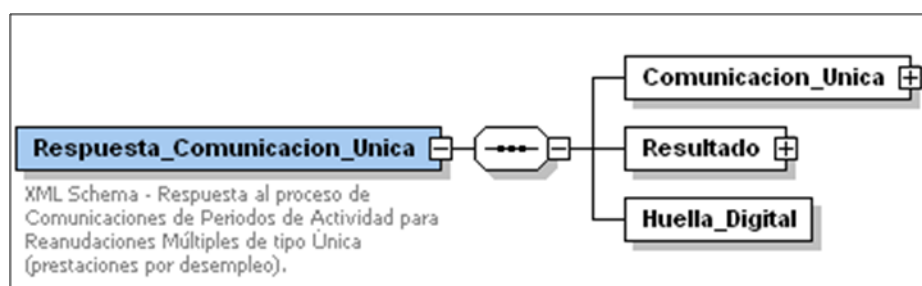 Comunicacion_Unica
Respuesta_Comunicacion_Unica
Resultado
XML Schema - Respuesta al proceso de
Comunicaciones de Periodos de Actividad para
Reanudaciones Múltiples de tipo Única
(prestaciones por desempleo).
Huella_Digital